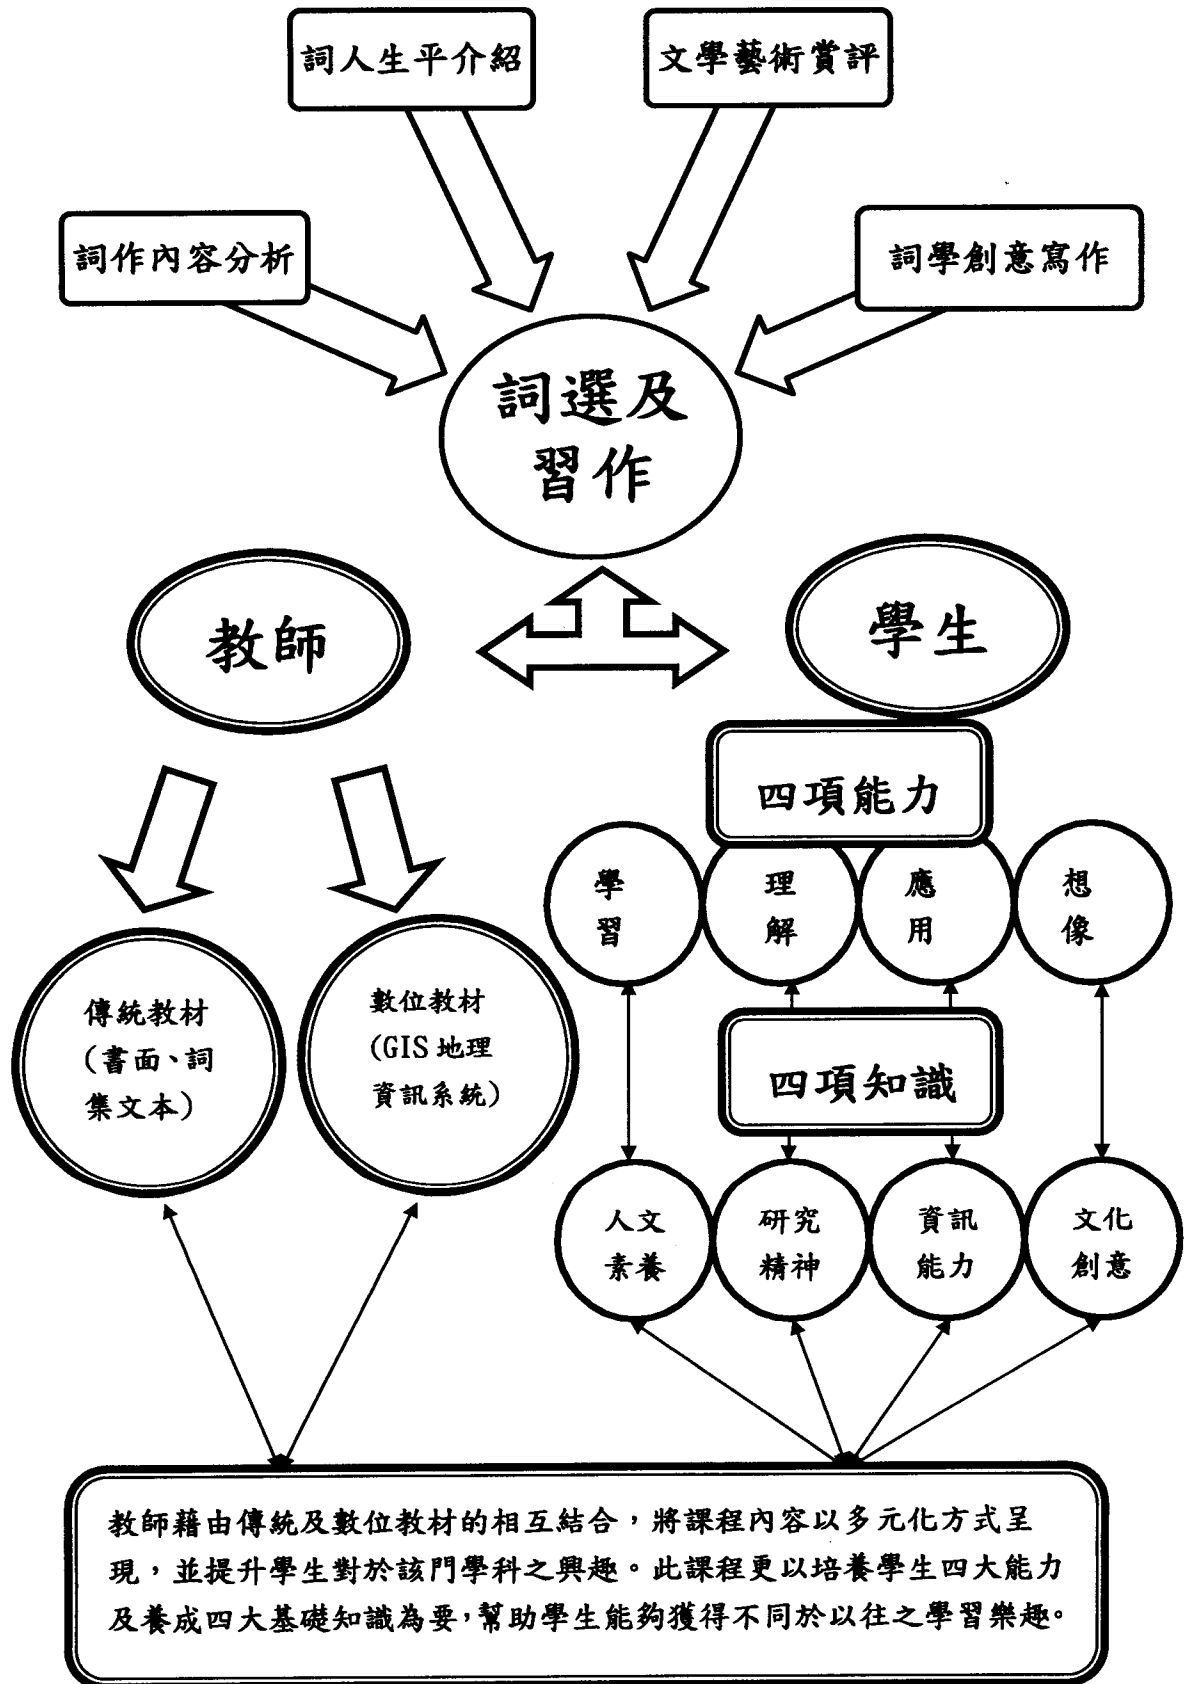 詞人生平介紹
文學藝術賞評
詞作內容分析
詞學創意寫作
詞選及
習作
教師
學生
四項能力
學
習
理
解
應
用
想
像
傳統教材
(書面、詞
集文本)
數位教材
(GIS地理
資訊系統)
四項知識
人文
素養
研究
精神
資訊
能力
文化
創意
教師藉由傳統及數位教材的相互結合，將課程內容以多元化方式呈
現，並提升學生對於該門學科之興趣。此課程更以培養學生四大能力
及養成四大基礎知識為要，幫助學生能夠獲得不同於以往之學習樂趣。